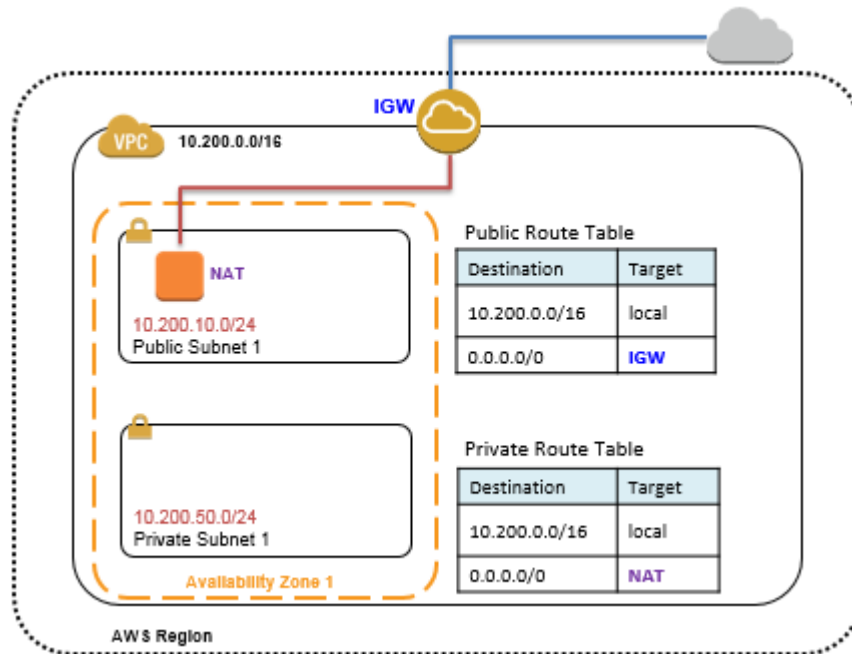 IGW
VPC
10.200.0.0/16
NAT
10.200.10.0/24
Public Subnet 1
Public Route Table
Destination Target
10.200.0.0/16 local
0.0.0.0/0 IGW
10.200.50.0/24
Private Subnet 1
Private Route Table
Destination Target
10.200.0.0/16 local
0.0.0.0/0 NAT
Availability Zone 1
AWS Region